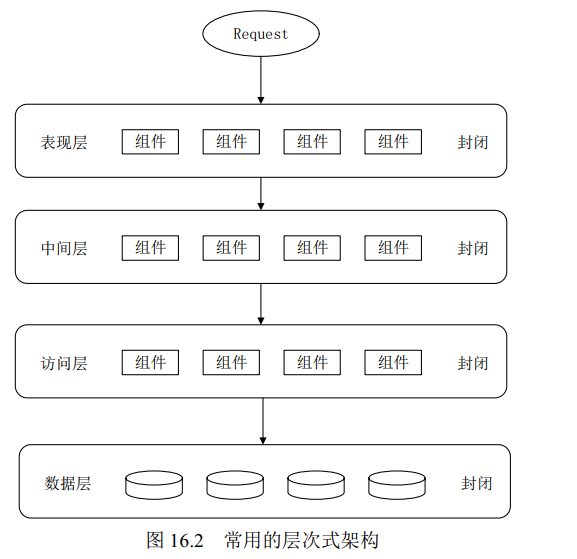 Request
表现层 组件 组件 组件 组件 封闭
中间层 组件 组件 组件 组件 封闭
访问层 组件 组件 组件 组件 封闭
数据层 封闭
图 16.2 常用的层次式架构